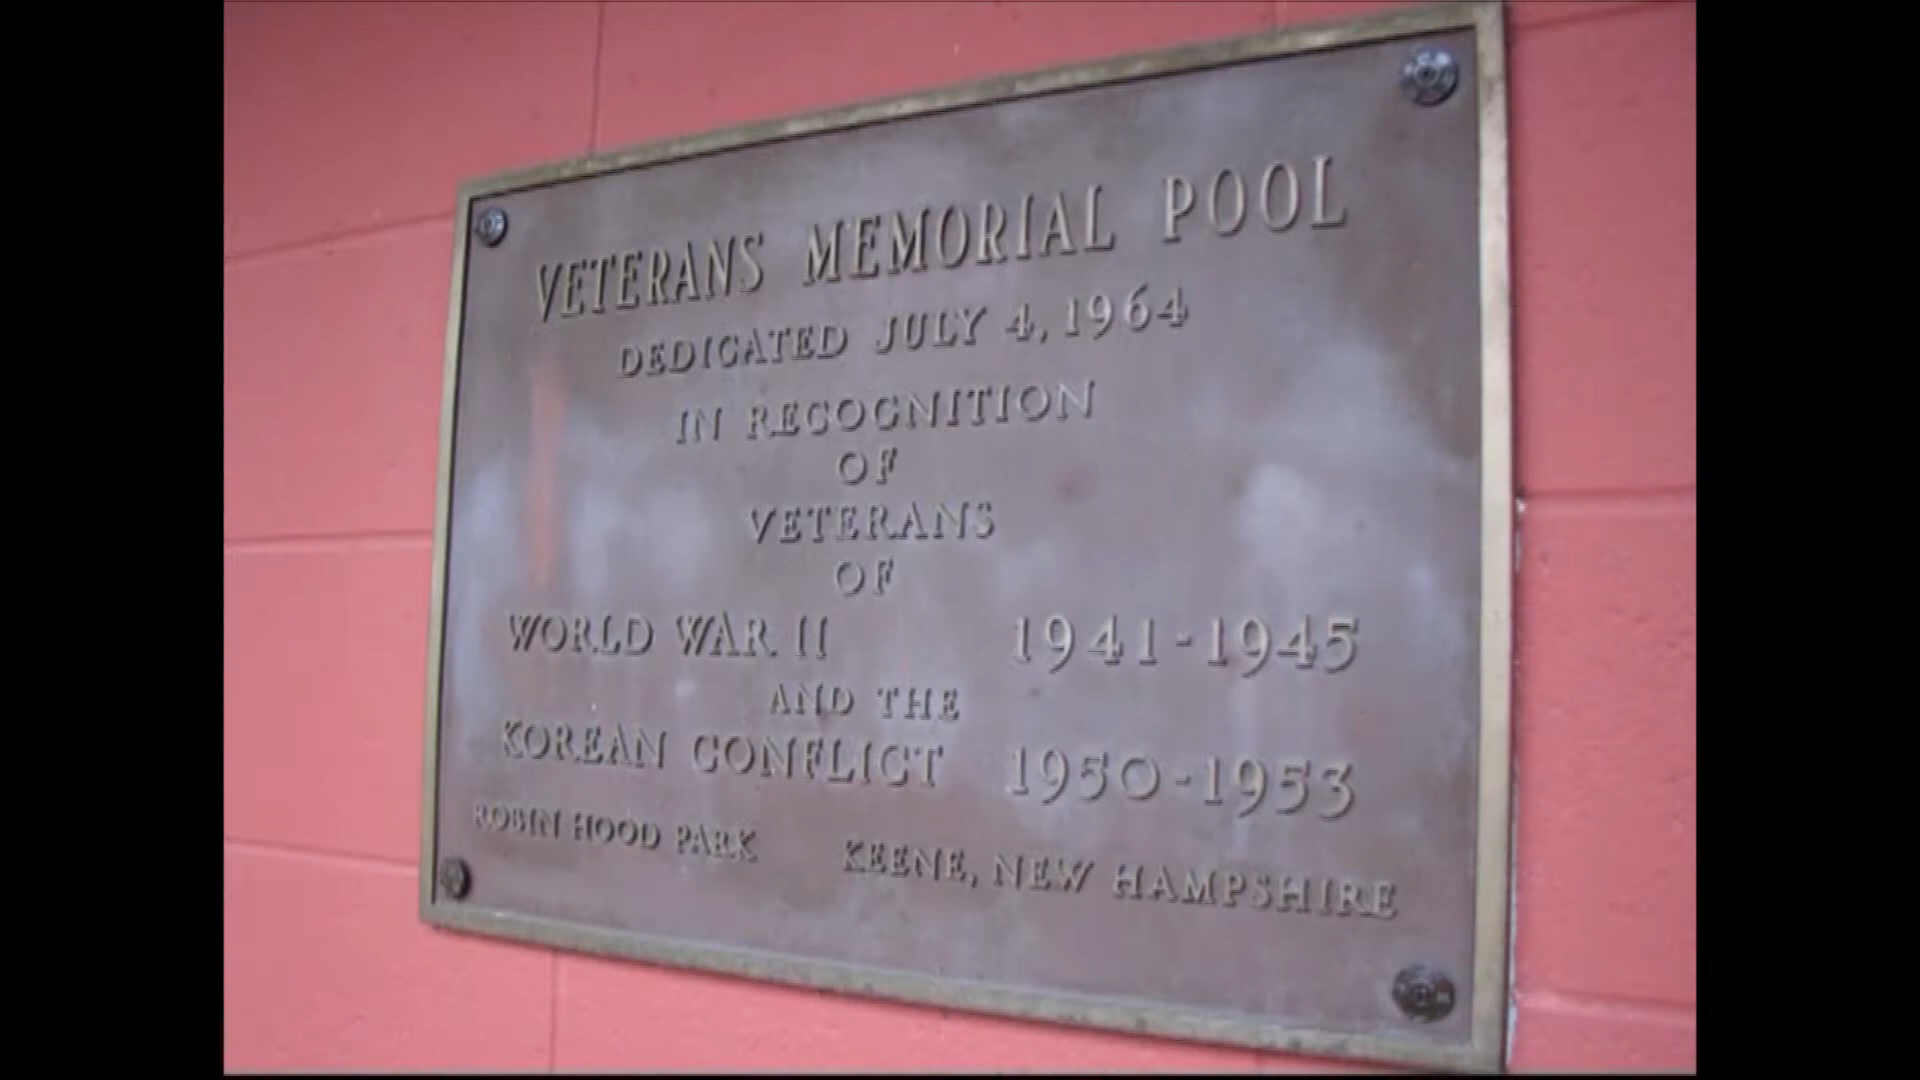 VETERANS MEMORIAL POOL
DEDICATED JULY 4, 1964
IN RECOGNITION
OF
VETERANS
OF
WORLD WAR II 1941-1945
AND THE
KOREAN CONFLICT 1950-1953
ROBIN HOOD PARK KEENE, NEW HAMPSHIRE